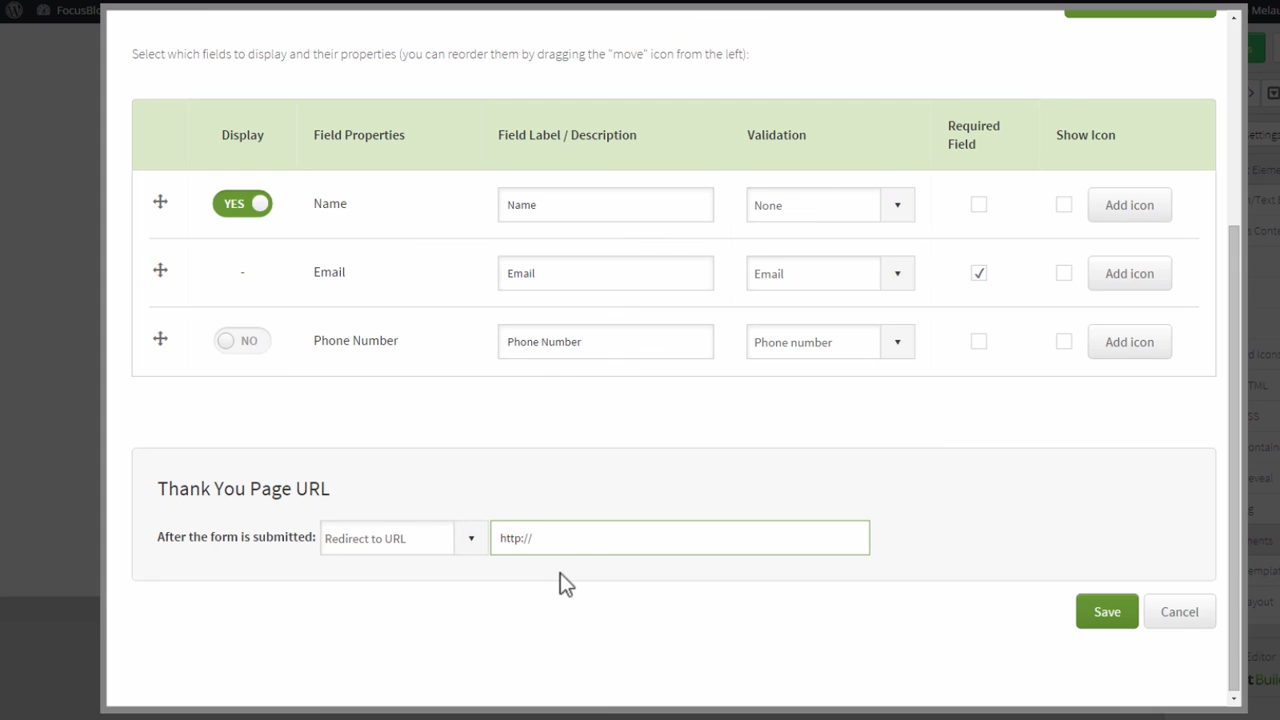 FocusBlo
Melau
Select which fields to display and their properties (you can reorder them by dragging the "move" icon from the left):
Display Field Properties Field Label / Description Validation Required Field Show Icon
YES Name Name None Add icon
- Email Email Email Add icon
NO Phone Number Phone Number Phone number Add icon
Thank You Page URL
After the form is submitted: Redirect to URL http://
Save Cancel